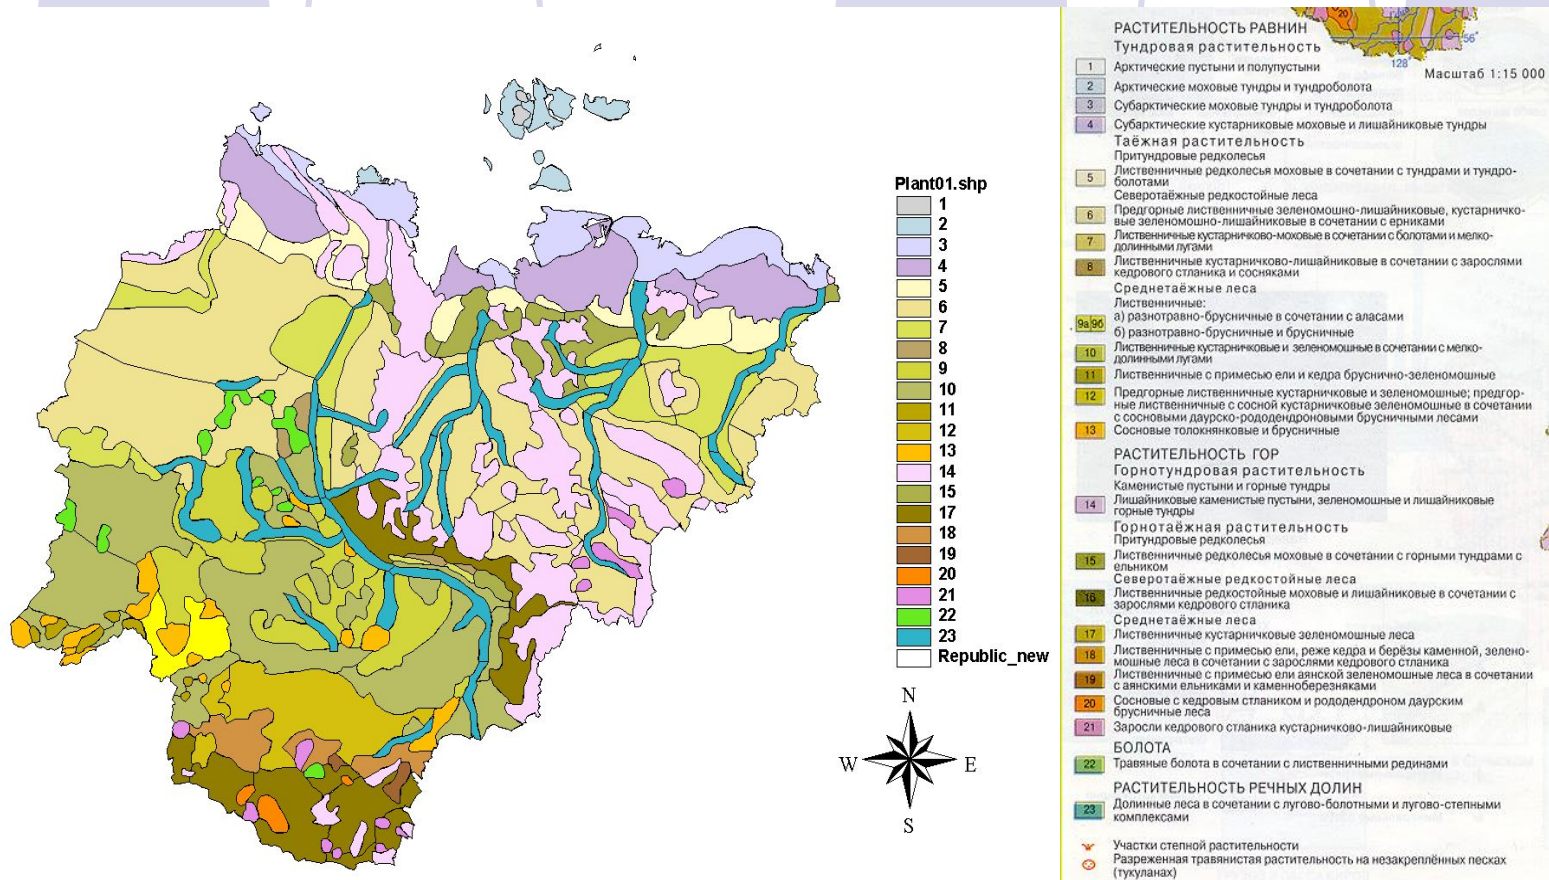 Plant01.shp
1
2
3
4
5
6
7
8
9
10
11
12
13
14
15
17
18
19
20
21
22
23
Republic_new
N
W
E
S
20
56°
128°
Масштаб 1:15 000
РАСТИТЕЛЬНОСТЬ РАВНИН
Тундровая растительность
1 Арктические пустыни и полупустыни
2 Арктические моховые тундры и тундроболота
3 Субарктические моховые тундры и тундроболота
4 Субарктические кустарниковые моховые и лишайниковые тундры
Таёжная растительность
Притундровые редколесья
5 Лиственничные редколесья моховые в сочетании с тундрами и тундро-
болотами
Северотаёжные редкостойные леса
6 Предгорные лиственничные зеленомошно-лишайниковые, кустарничко-
вые зеленомошно-лишайниковые в сочетании с ерниками
7 Лиственничные кустарничково-моховые в сочетании с болотами и мелко-
долинными лугами
8 Лиственничные кустарничково-лишайниковые в сочетании с зарослями
кедрового стланика и сосняками
Среднетаёжные леса
Лиственничные:
9а 9б а) разнотравно-брусничные в сочетании с аласами
б) разнотравно-брусничные и брусничные
10 Лиственничные кустарничковые и зеленомошные в сочетании с мелко-
долинными лугами
11 Лиственничные с примесью ели и кедра бруснично-зеленомошные
12 Предгорные лиственничные кустарничковые и зеленомошные; предгор-
ные лиственничные с сосной кустарничковые зеленомошные в сочетании
с сосновыми даурско-рододендроновыми брусничными лесами
13 Сосновые толокнянковые и брусничные
РАСТИТЕЛЬНОСТЬ ГОР
Горнотундровая растительность
Каменистые пустыни и горные тундры
14 Лишайниковые каменистые пустыни, зеленомошные и лишайниковые
горные тундры
Горнотаёжная растительность
Притундровые редколесья
15 Лиственничные редколесья моховые в сочетании с горными тундрами с
ельником
Северотаёжные редкостойные леса
16 Лиственничные редкостойные моховые и лишайниковые в сочетании с
зарослями кедрового стланика
Среднетаёжные леса
17 Лиственничные кустарничковые зеленомошные леса
18 Лиственничные с примесью ели, реже кедра и берёзы каменной, зелено-
мошные леса в сочетании с зарослями кедрового стланика
19 Лиственничные с примесью ели аянской зеленомошные леса в сочетании
с аянскими ельниками и каменноберезняками
20 Сосновые с кедровым стлаником и рододендроном даурским
брусничные леса
21 Заросли кедрового стланика кустарничково-лишайниковые
БОЛОТА
22 Травяные болота в сочетании с лиственничными рединами
РАСТИТЕЛЬНОСТЬ РЕЧНЫХ ДОЛИН
23 Долинные леса в сочетании с лугово-болотными и лугово-степными
комплексами
Участки степной растительности
Разреженная травянистая растительность на незакреплённых песках
(тукуланах)